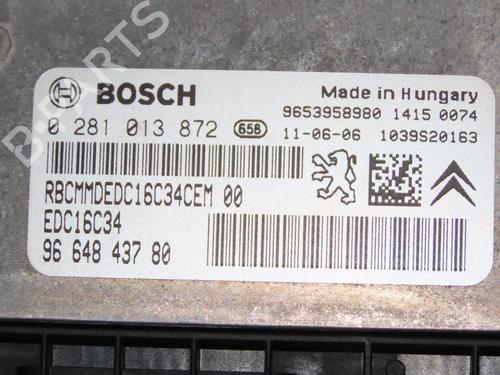 BOSCH
Made in Hungary
9653958980 1415 0074
0 281 013 872 658 11-06-06 1039S20163
RBCMMDEDC16C34CEM 00
EDC16C34
96 648 437 80
B-PARTS